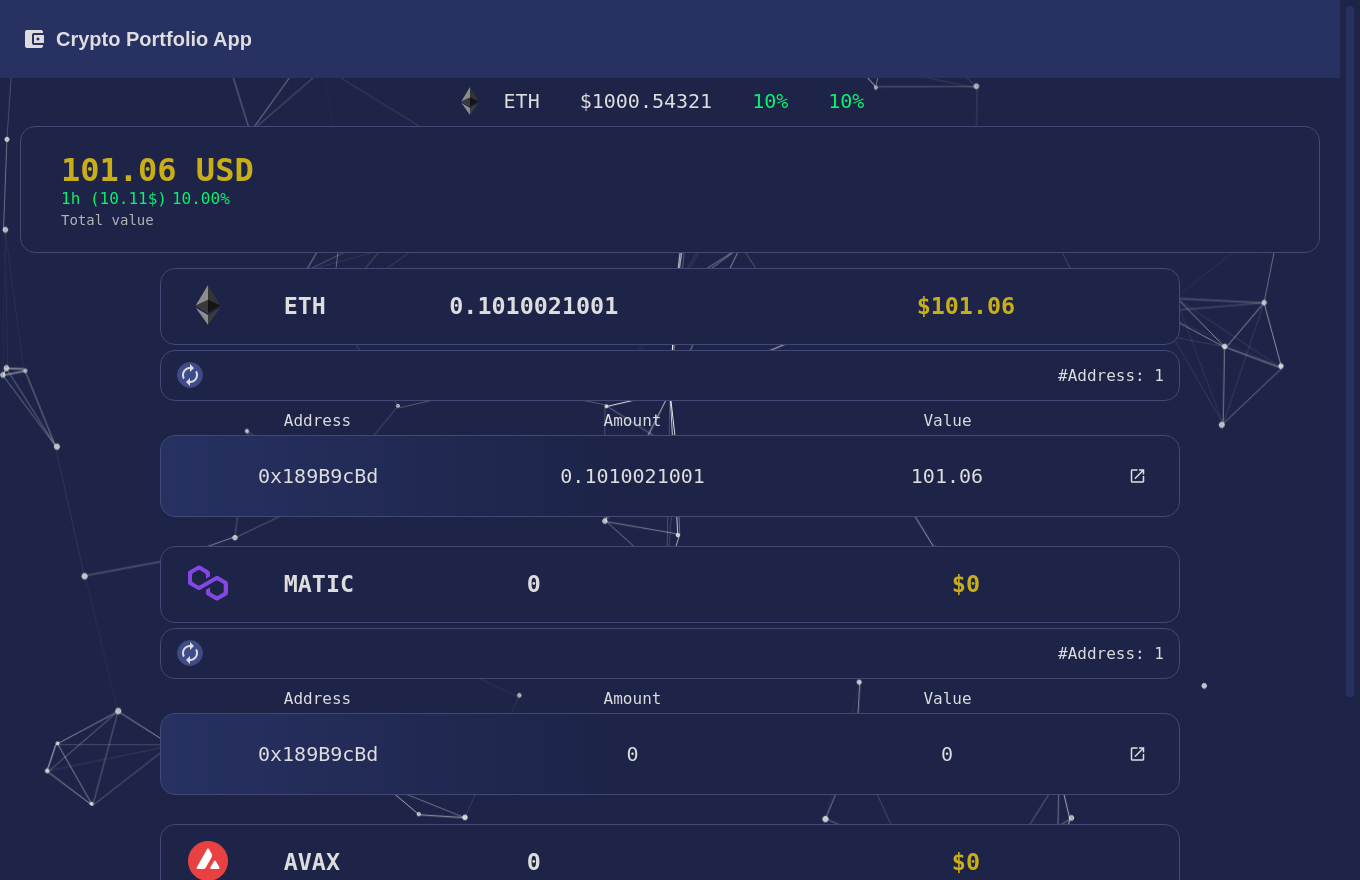 Crypto Portfolio App
ETH $1000.54321 10% 10%
101.06 USD
1h (10.11$) 10.00%
Total value
ETH 0.1010021001 $101.06
#Address: 1
Address Amount Value
0x189B9cBd 0.1010021001 101.06
MATIC 0 $0
#Address: 1
Address Amount Value
0x189B9cBd 0 0
AVAX 0 $0